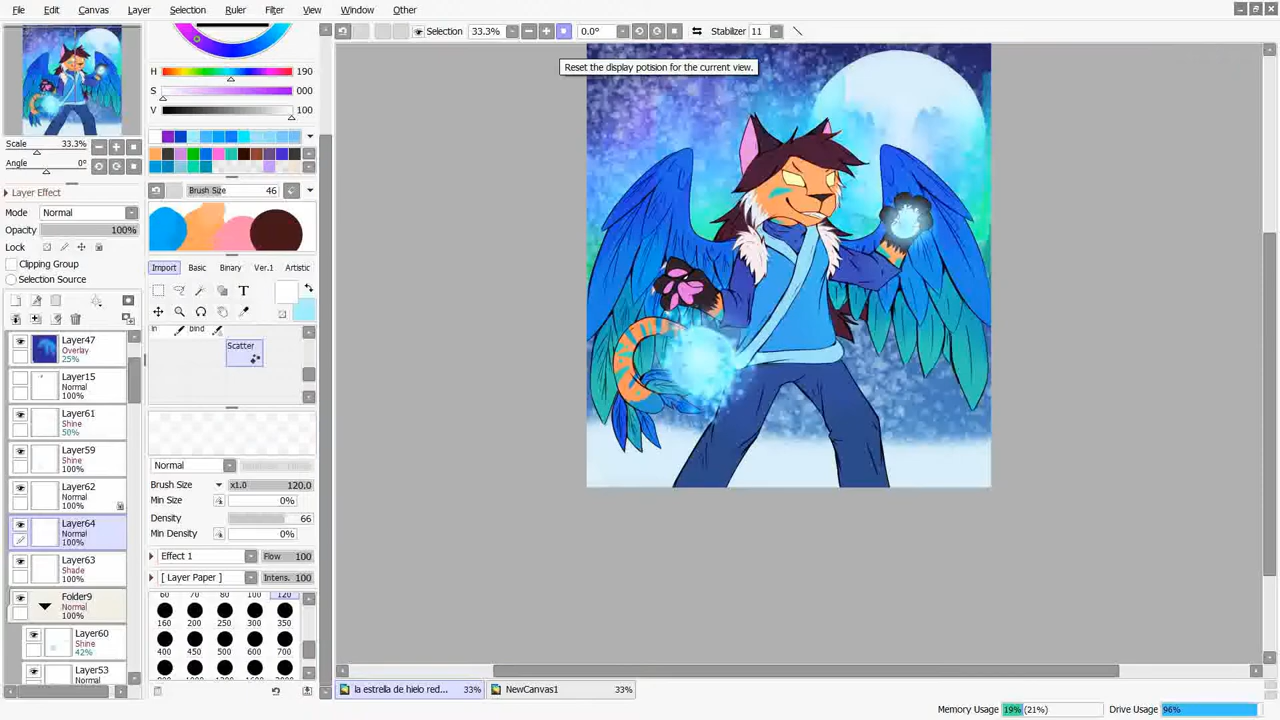 File Edit Canvas Layer Selection Ruler Filter View Window Other
Selection 33.3% 0.0° Stabilizer 11
Reset the display potision for the current view.
H 190
S 000
V 100
Scale 33.3%
Angle 0°
Layer Effect
Mode Normal
Opacity 100%
Lock
Clipping Group
Selection Source
Layer47
Overlay
25%
Layer15
Normal
100%
Layer61
Shine
50%
Layer59
Shine
100%
Layer62
Normal
100%
Layer64
Normal
100%
Layer63
Shade
100%
Folder9
Normal
100%
Layer60
Shine
42%
Layer53
Normal
Brush Size 46
Import Basic Binary Ver.1 Artistic
T
in bind
Scatter
Normal
Brush Size x1.0 120.0
Min Size 0%
Density 66
Min Density 0%
Effect 1 Flow 100
[ Layer Paper ] Intens. 100
60 70 80 100 120
160 200 250 300 350
400 450 500 600 700
la estrella de hielo red... 33% NewCanvas1 33%
Memory Usage 19% (21%) Drive Usage 96%